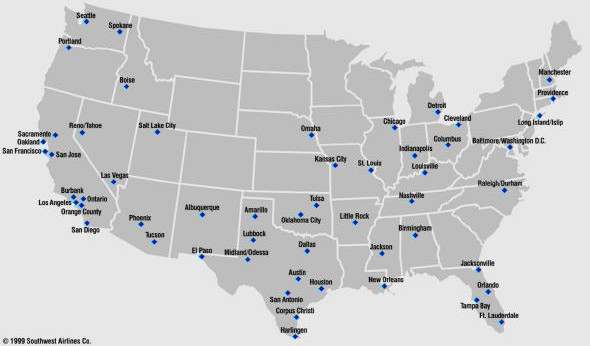 Seattle
Spokane
Portland
Boise
Manchester
Providence
Detroit
Cleveland
Long Island/Islip
Chicago
Sacramento
Reno/Tahoe
Salt Lake City
Omaha
Oakland
Columbus
Baltimore/Washington D.C.
San Francisco
San Jose
Indianapolis
Kansas City
St. Louis
Louisville
Las Vegas
Raleigh/Durham
Burbank
Ontario
Nashville
Los Angeles
Tulsa
Orange County
Albuquerque
Amarillo
Phoenix
Oklahoma City
Little Rock
San Diego
Birmingham
Tucson
Lubbock
Dallas
Jackson
El Paso
Midland/Odessa
Jacksonville
Austin
Houston
New Orleans
Orlando
San Antonio
Tampa Bay
Corpus Christi
Ft. Lauderdale
Harlingen
© 1999 Southwest Airlines Co.